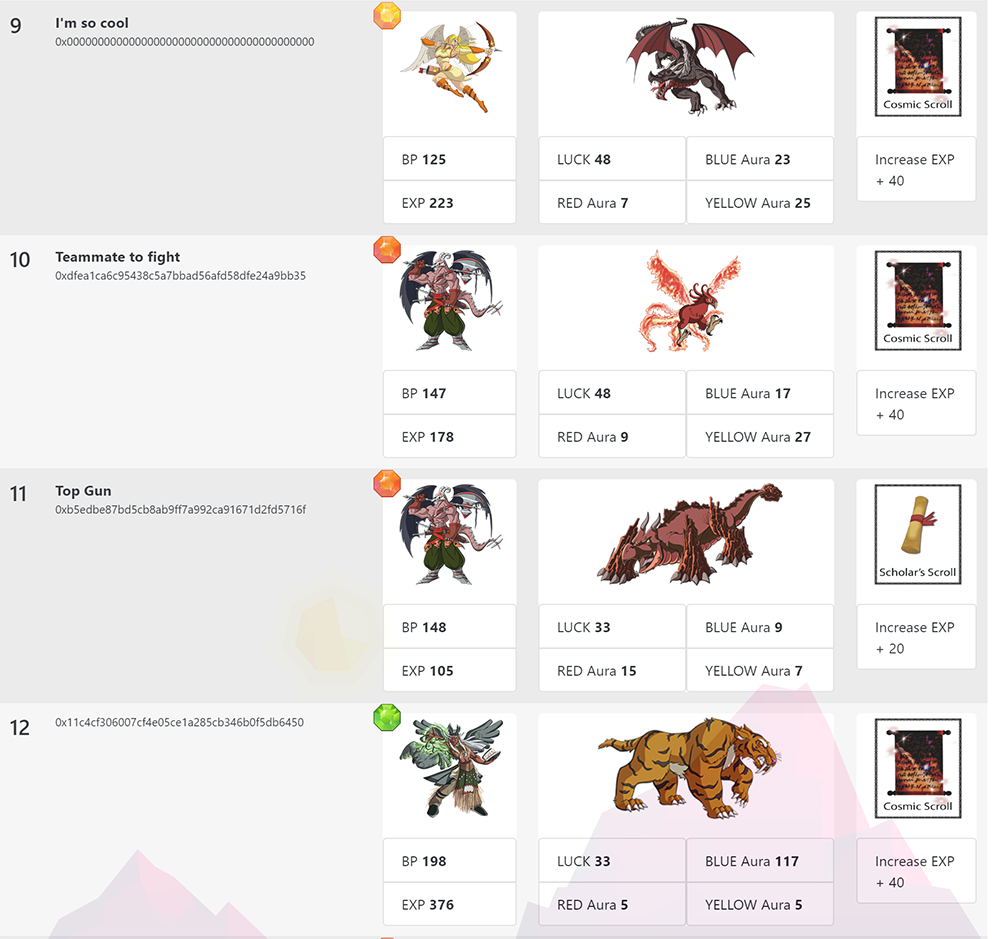 9
I'm so cool
0x0000000000000000000000000000000000000000
Cosmic Scroll
BP 125
LUCK 48
BLUE Aura 23
Increase EXP
+ 40
EXP 223
RED Aura 7
YELLOW Aura 25
10
Teammate to fight
0xdfea1ca6c95438c5a7bbad56afd58dfe24a9bb35
Cosmic Scroll
BP 147
LUCK 48
BLUE Aura 17
Increase EXP
+ 40
EXP 178
RED Aura 9
YELLOW Aura 27
11
Top Gun
0xb5edbe87bd5cb8ab9ff7a992ca91671d2fd5716f
Scholar's Scroll
BP 148
LUCK 33
BLUE Aura 9
Increase EXP
+ 20
EXP 105
RED Aura 15
YELLOW Aura 7
12
0x11c4cf306007cf4e05ce1a285cb346b0f5db6450
Cosmic Scroll
BP 198
LUCK 33
BLUE Aura 117
Increase EXP
+ 40
EXP 376
RED Aura 5
YELLOW Aura 5